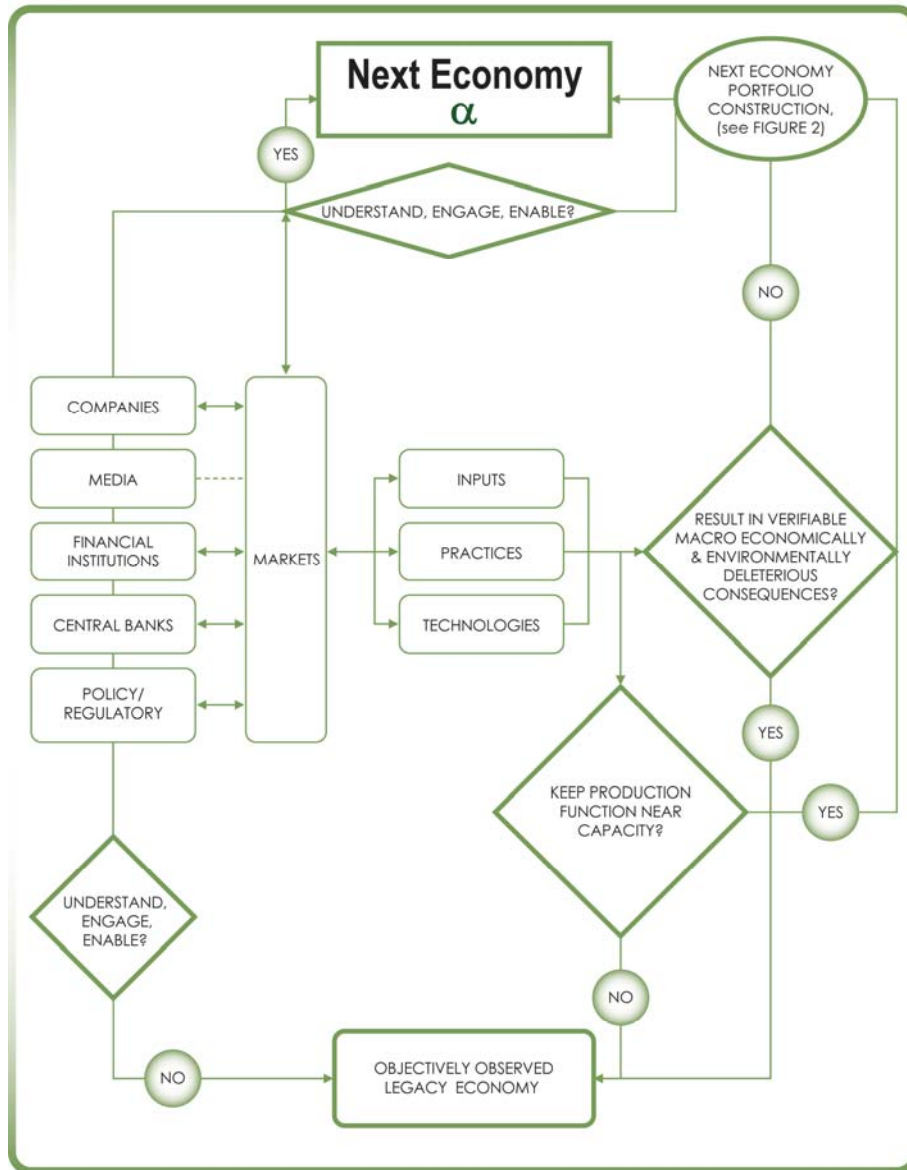 Next Economy
α
NEXT ECONOMY
PORTFOLIO
CONSTRUCTION,
(see FIGURE 2)
YES
UNDERSTAND, ENGAGE, ENABLE?
NO
COMPANIES
MEDIA
FINANCIAL
INSTITUTIONS
CENTRAL BANKS
POLICY/
REGULATORY
MARKETS
INPUTS
PRACTICES
TECHNOLOGIES
RESULT IN VERIFIABLE
MACRO ECONOMICALLY
& ENVIRONMENTALLY
DELETERIOUS
CONSEQUENCES?
YES
KEEP PRODUCTION
FUNCTION NEAR
CAPACITY?
YES
UNDERSTAND,
ENGAGE,
ENABLE?
NO
NO
OBJECTIVELY OBSERVED
LEGACY ECONOMY